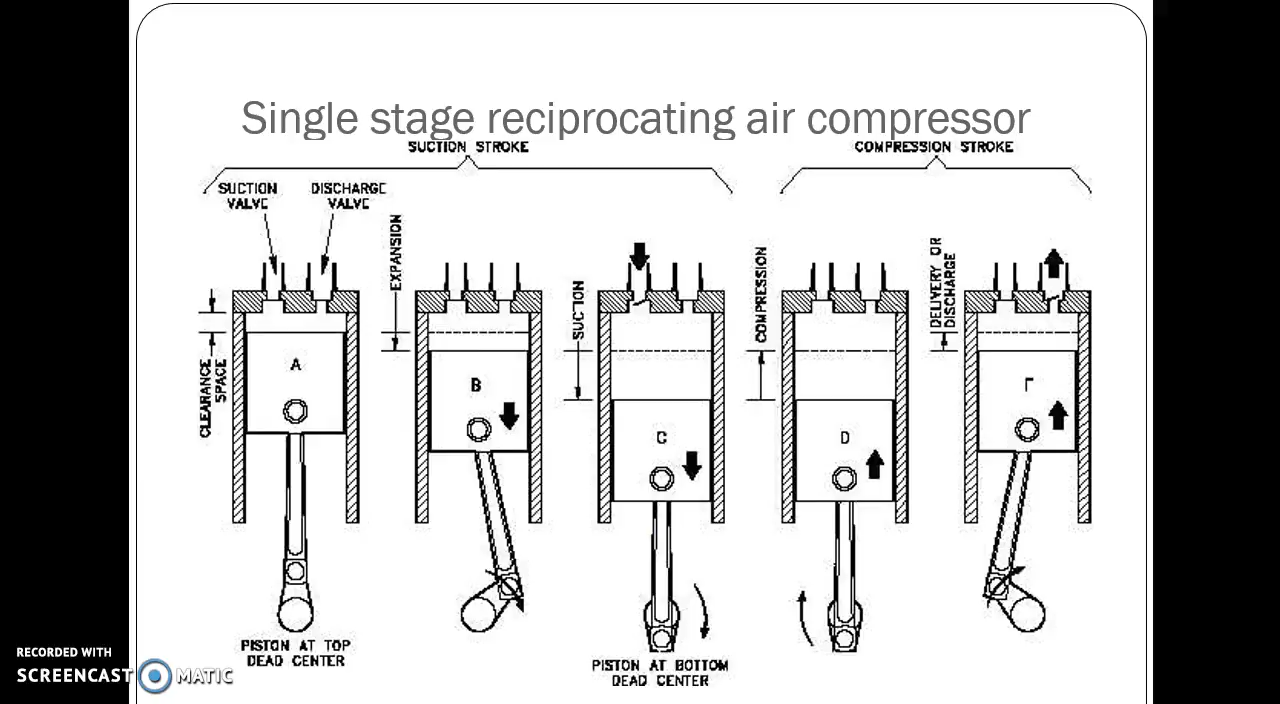 Single stage reciprocating air compressor
SUCTION STROKE
COMPRESSION STROKE
SUCTION
VALVE
DISCHARGE
VALVE
EXPANSION
SUCTION
COMPRESSION
DELIVERY OR
DISCHARGE
CLEARANCE
SPACE
A
B
C
D
PISTON AT TOP
DEAD CENTER
PISTON AT BOTTOM
DEAD CENTER
RECORDED WITH
SCREENCAST MATIC